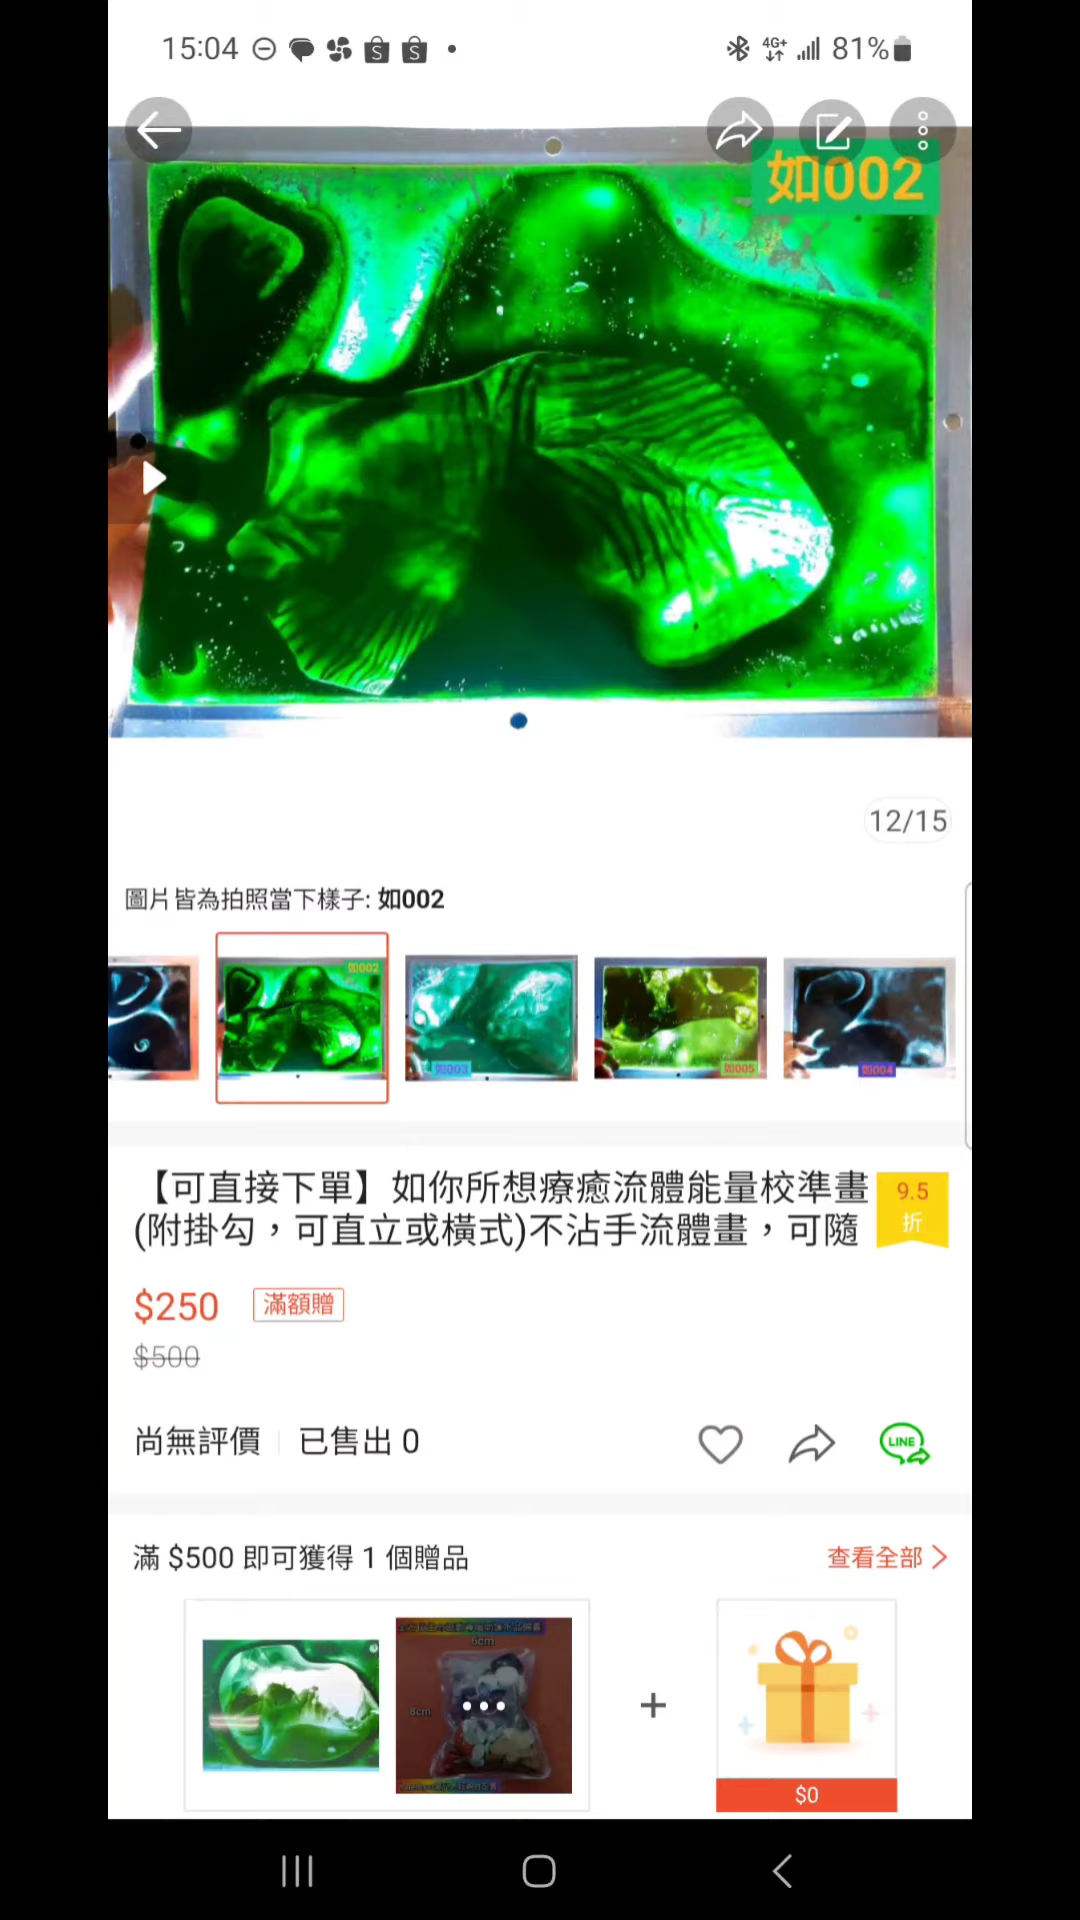 15:04
4G+
81%
如002
12/15
圖片皆為拍照當下樣子: 如002
如002
如003
如005
如004
【可直接下單】如你所想療癒流體能量校準畫
(附掛勾，可直立或橫式)不沾手流體畫，可隨
9.5
折
$250
滿額贈
$500
尚無評價
已售出 0
LINE
滿 $500 即可獲得 1 個贈品
查看全部
6cm
8cm
+
$0